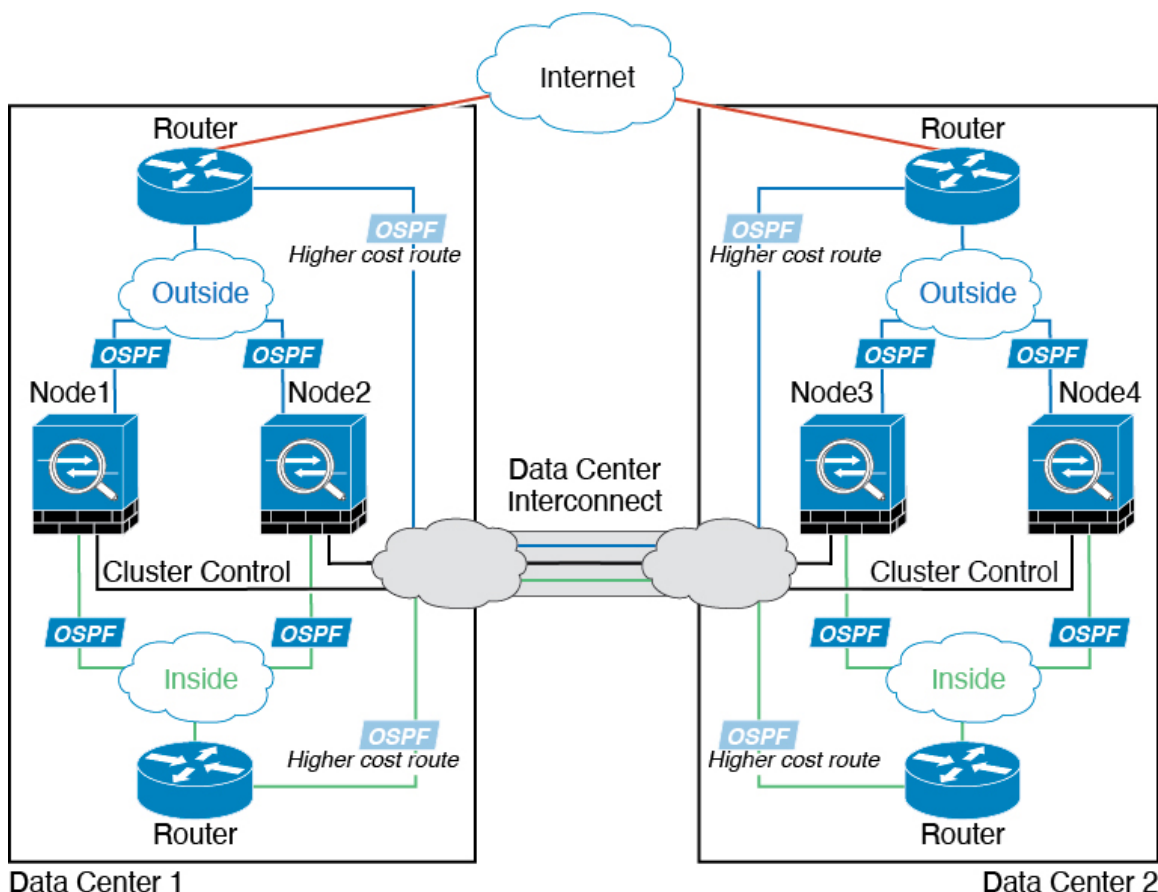 Internet
Router
Router
OSPF
Higher cost route
OSPF
Higher cost route
Outside
Outside
OSPF
OSPF
OSPF
OSPF
Node1
Node2
Node3
Node4
Data Center
Interconnect
Cluster Control
Cluster Control
OSPF
OSPF
OSPF
OSPF
Inside
Inside
OSPF
Higher cost route
OSPF
Higher cost route
Router
Router
Data Center 1
Data Center 2